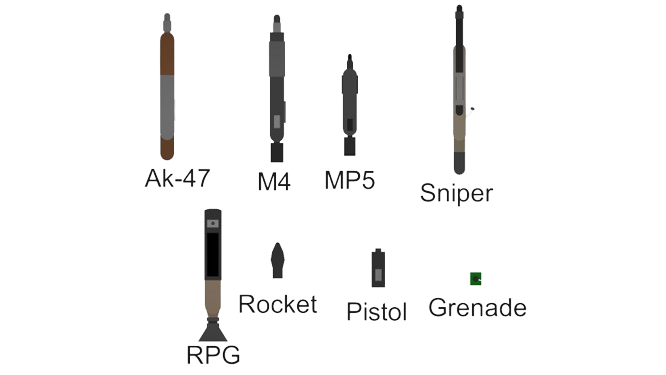 Ak-47
M4
MP5
Sniper
Rocket
Pistol
Grenade
RPG